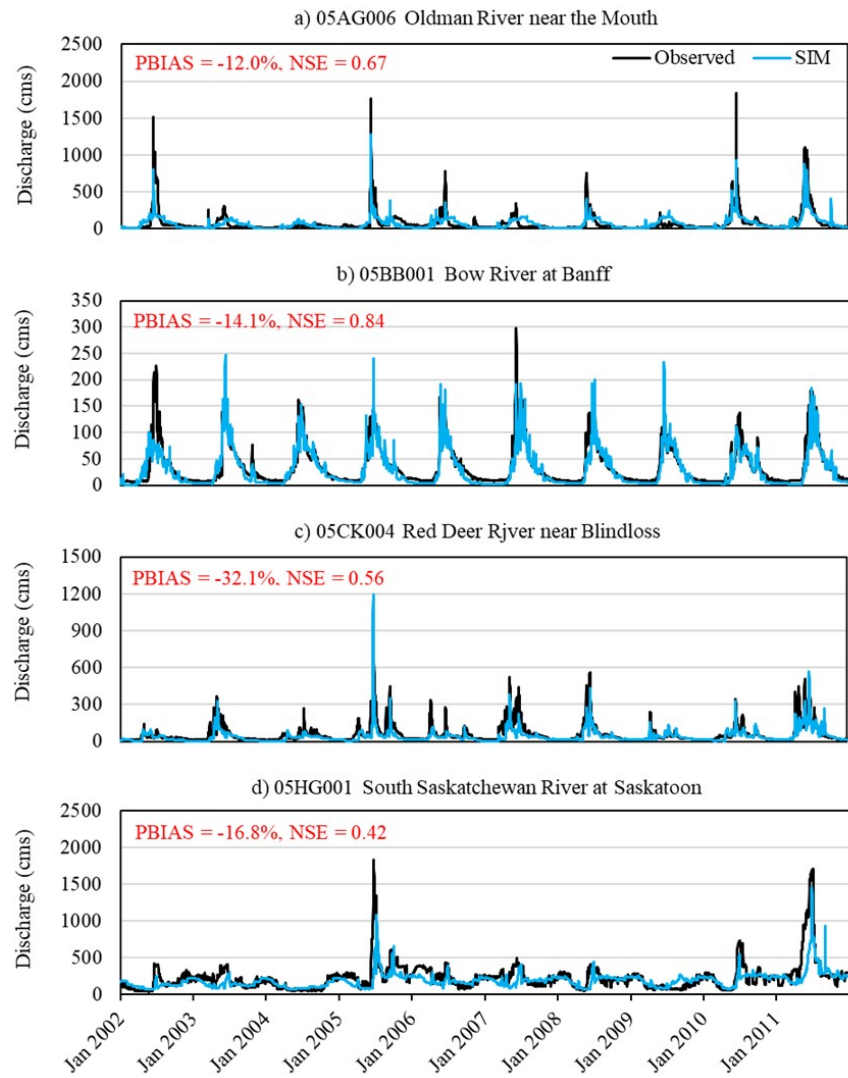 a) 05AG006 Oldman River near the Mouth
PBIAS = -12.0%, NSE = 0.67
Observed SIM
Discharge (cms)
2500
2000
1500
1000
500
0
b) 05BB001 Bow River at Banff
PBIAS = -14.1%, NSE = 0.84
Discharge (cms)
350
300
250
200
150
100
50
0
c) 05CK004 Red Deer Rjver near Blindloss
PBIAS = -32.1%, NSE = 0.56
Discharge (cms)
1500
1200
900
600
300
0
d) 05HG001 South Saskatchewan River at Saskatoon
PBIAS = -16.8%, NSE = 0.42
Discharge (cms)
2500
2000
1500
1000
500
0
Jan 2002
Jan 2003
Jan 2004
Jan 2005
Jan 2006
Jan 2007
Jan 2008
Jan 2009
Jan 2010
Jan 2011